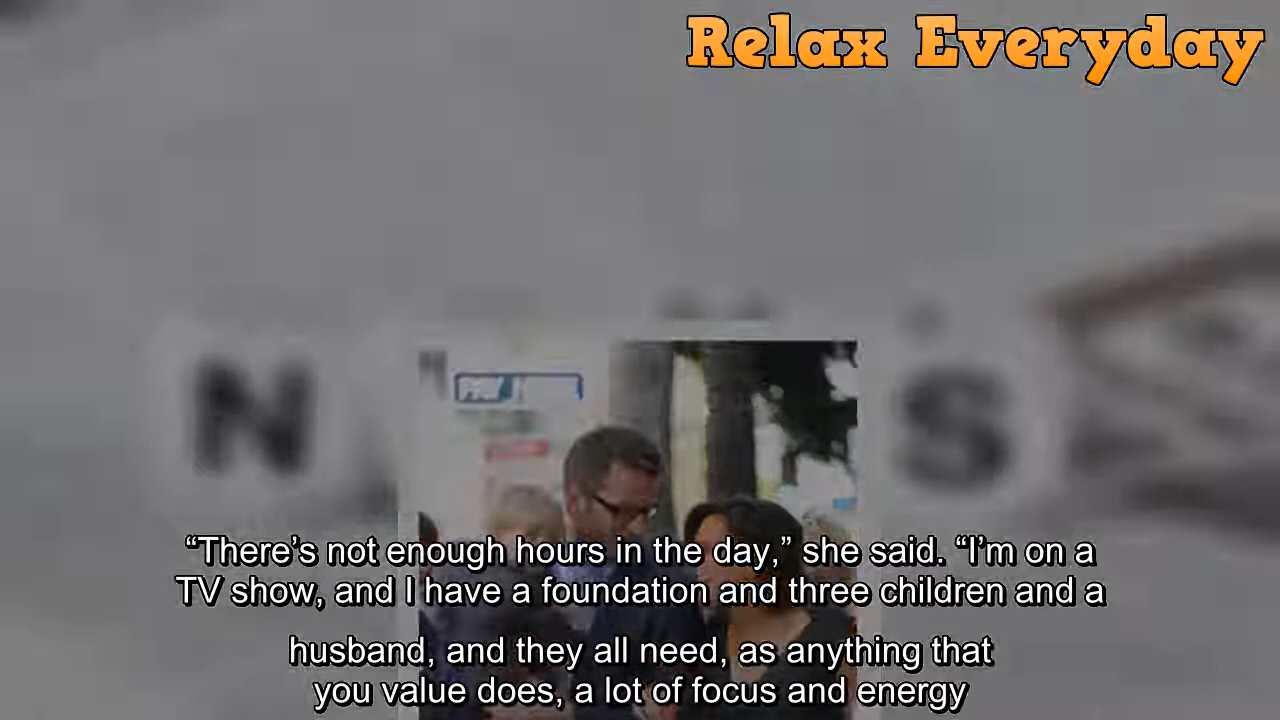 Relax Everyday
N S
“There’s not enough hours in the day,” she said. “I’m on a
TV show, and I have a foundation and three children and a
husband, and they all need, as anything that
you value does, a lot of focus and energy